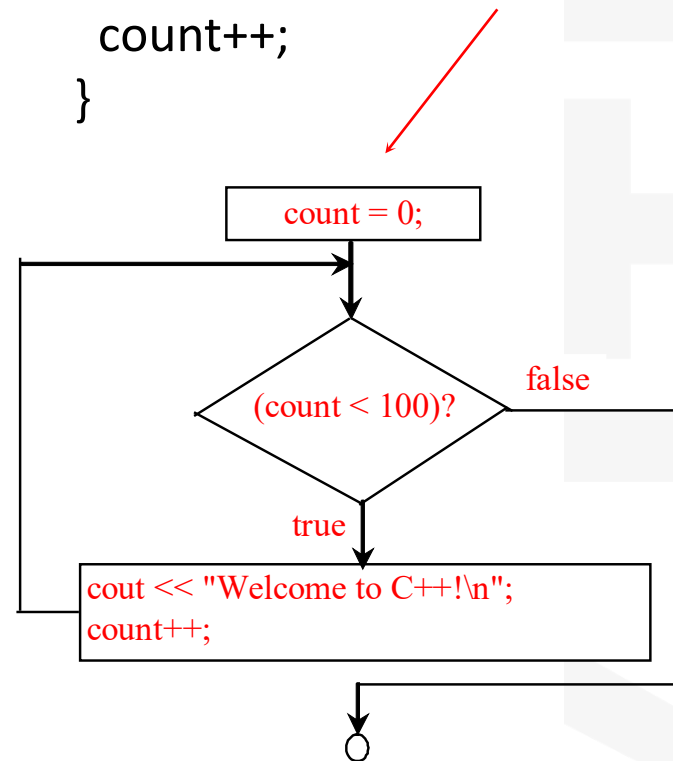 count++;
}
count = 0;
(count < 100)?
false
true
cout << "Welcome to C++!\n";
count++;